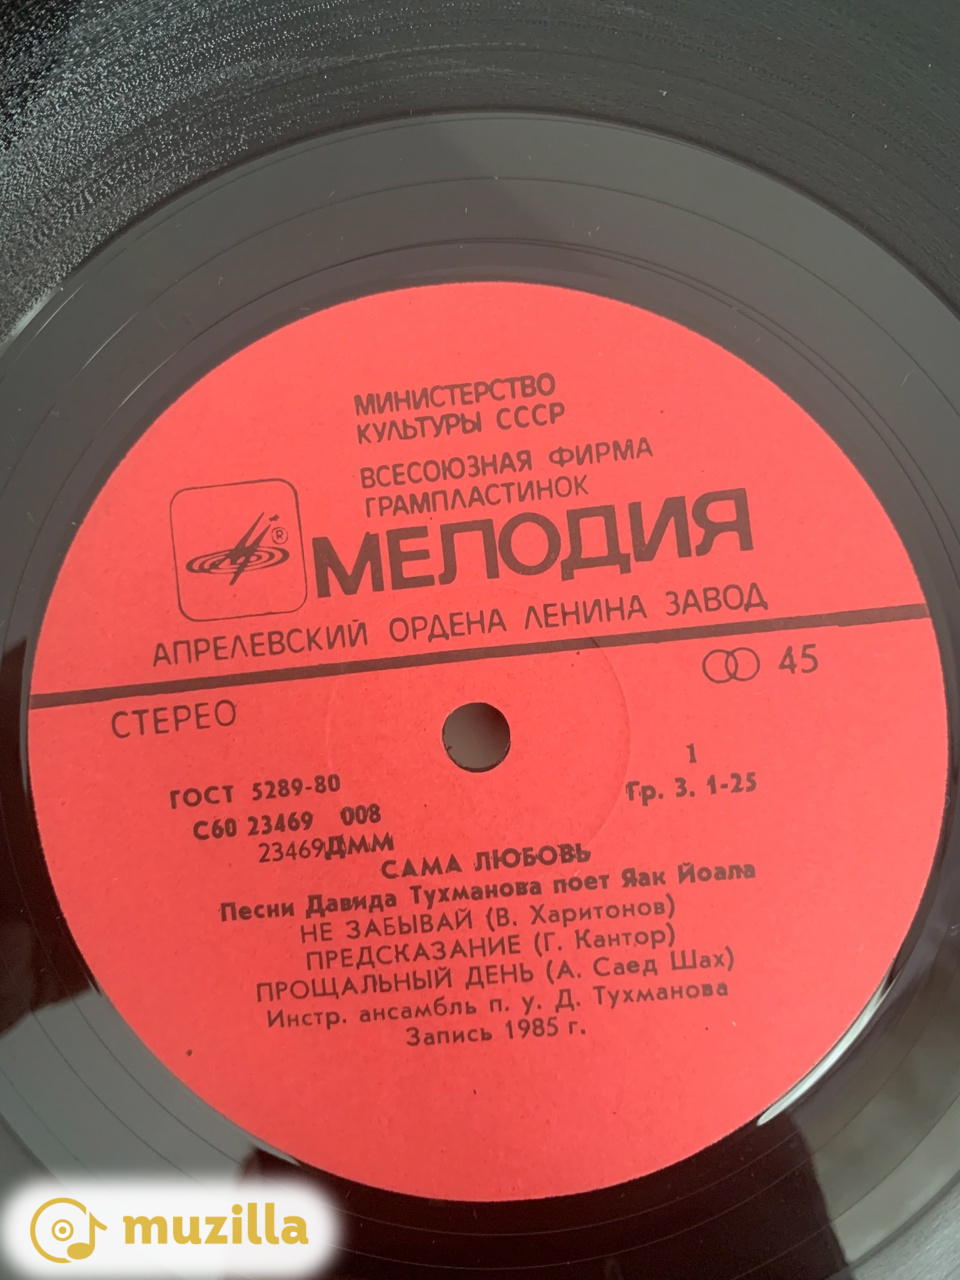 МИНИСТЕРСТВО
КУЛЬТУРЫ СССР
ВСЕСОЮЗНАЯ ФИРМА
ГРАМПЛАСТИНОК
®
МЕЛОДИЯ
АПРЕЛЕВСКИЙ ОРДЕНА ЛЕНИНА ЗАВОД
СТЕРЕО
45
ГОСТ 5289-80
1
С60 23469 008
Гр. 3. 1-25
23469ДММ
САМА ЛЮБОВЬ
Песни Давида Тухманова поет Яак Йоала
НЕ ЗАБЫВАЙ (В. Харитонов)
ПРЕДСКАЗАНИЕ (Г. Кантор)
ПРОЩАЛЬНЫЙ ДЕНЬ (А. Саед Шах)
Инстр. ансамбль п. у. Д. Тухманова
Запись 1985 г.
muzilla